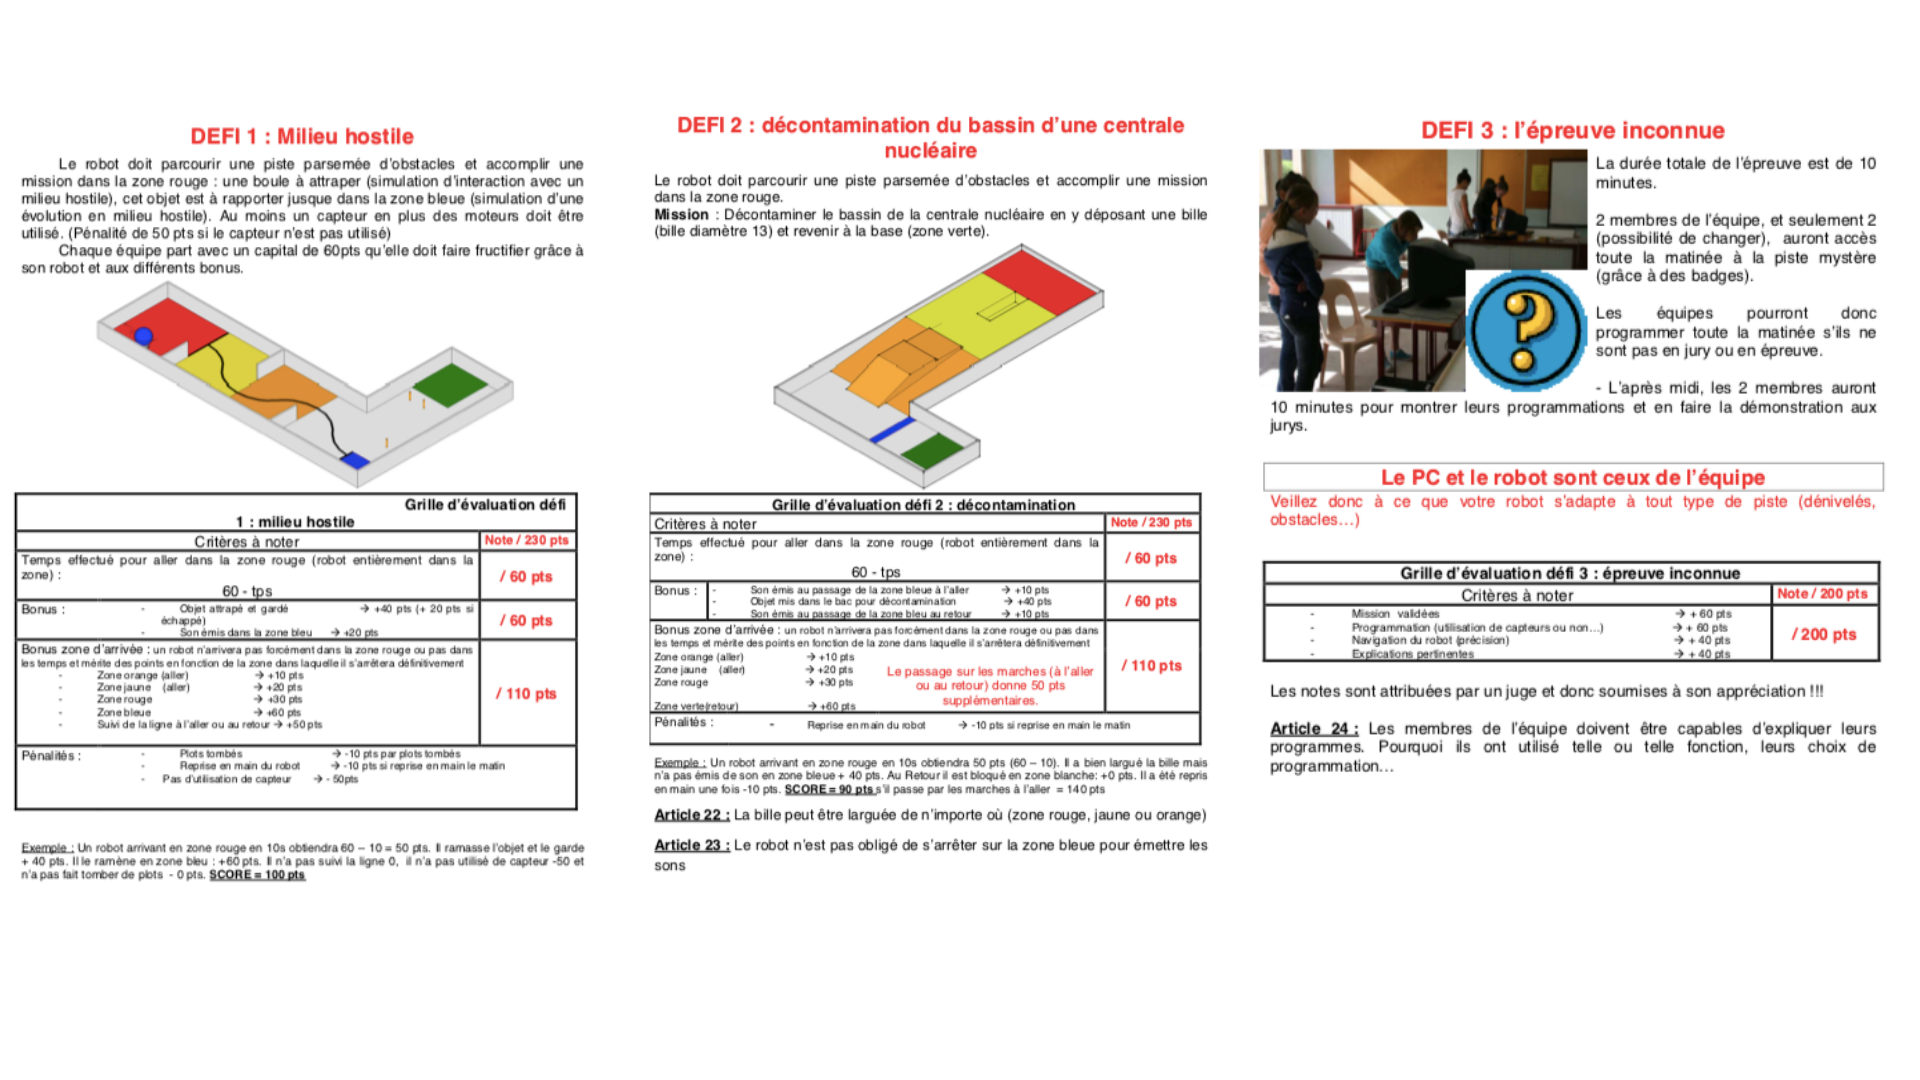 DEFI 1 : Milieu hostile
Le robot doit parcourir une piste parsemée d'obstacles et accomplir une
mission dans la zone rouge : une boule à attraper (simulation d'interaction avec un
milieu hostile), cet objet est à rapporter jusque dans la zone bleue (simulation d'une
évolution en milieu hostile). Au moins un capteur en plus des moteurs doit être
utilisé. (Pénalité de 50 pts si le capteur n'est pas utilisé)
Chaque équipe part avec un capital de 60pts qu'elle doit faire fructifier grâce à
son robot et aux différents bonus.
Grille d'évaluation défi
1 : milieu hostile
Critères à noter
Note / 230 pts
Temps effectué pour aller dans la zone rouge (robot entièrement dans la
zone) :
60 - tps
/ 60 pts
Bonus :
- Objet attrapé et gardé → +40 pts (+ 20 pts si
échappé)
- Son émis dans la zone bleu → +20 pts
/ 60 pts
Bonus zone d'arrivée : un robot n'arrivera pas forcément dans la zone rouge ou pas dans
les temps et mérite des points en fonction de la zone dans laquelle il s'arrêtera définitivement
- Zone orange (aller) → +10 pts
- Zone jaune (aller) → +20 pts
- Zone rouge → +30 pts
- Zone bleue → +60 pts
- Suivi de la ligne à l'aller ou au retour → +50 pts
/ 110 pts
Pénalités :
- Plots tombés → -10 pts par plots tombés
- Reprise en main du robot → -10 pts si reprise en main le matin
- Pas d'utilisation de capteur → - 50pts
Exemple : Un robot arrivant en zone rouge en 10s obtiendra 60 – 10 = 50 pts. Il ramasse l'objet et le garde
+ 40 pts. Il le ramène en zone bleu : +60 pts. Il n'a pas suivi la ligne 0, il n'a pas utilisé de capteur -50 et
n'a pas fait tomber de plots - 0 pts. SCORE = 100 pts
DEFI 2 : décontamination du bassin d'une centrale
nucléaire
Le robot doit parcourir une piste parsemée d'obstacles et accomplir une mission
dans la zone rouge.
Mission : Décontaminer le bassin de la centrale nucléaire en y déposant une bille
(bille diamètre 13) et revenir à la base (zone verte).
Grille d'évaluation défi 2 : décontamination
Critères à noter
Note / 230 pts
Temps effectué pour aller dans la zone rouge (robot entièrement dans la
zone) :
60 - tps
/ 60 pts
Bonus :
- Son émis au passage de la zone bleue à l'aller → +10 pts
- Objet mis dans le bac pour décontamination → +40 pts
- Son émis au passage de la zone bleu au retour → +10 pts
/ 60 pts
Bonus zone d'arrivée : un robot n'arrivera pas forcément dans la zone rouge ou pas dans
les temps et mérite des points en fonction de la zone dans laquelle il s'arrêtera définitivement
Zone orange (aller) → +10 pts
Zone jaune (aller) → +20 pts
Zone rouge → +30 pts
Zone verte(retour) → +60 pts
Le passage sur les marches (à l'aller
ou au retour) donne 50 pts
supplémentaires.
/ 110 pts
Pénalités :
- Reprise en main du robot → -10 pts si reprise en main le matin
Exemple : Un robot arrivant en zone rouge en 10s obtiendra 50 pts (60 – 10). Il a bien largué la bille mais
n'a pas émis de son en zone bleue + 40 pts. Au Retour il est bloqué en zone blanche: +0 pts. Il a été repris
en main une fois -10 pts. SCORE = 90 pts s'il passe par les marches à l'aller = 140 pts
Article 22 : La bille peut être larguée de n'importe où (zone rouge, jaune ou orange)
Article 23 : Le robot n'est pas obligé de s'arrêter sur la zone bleue pour émettre les
sons
DEFI 3 : l'épreuve inconnue
La durée totale de l'épreuve est de 10
minutes.
2 membres de l'équipe, et seulement 2
(possibilité de changer), auront accès
toute la matinée à la piste mystère
(grâce à des badges).
Les équipes pourront donc
programmer toute la matinée s'ils ne
sont pas en jury ou en épreuve.
- L'après midi, les 2 membres auront
10 minutes pour montrer leurs programmations et en faire la démonstration aux
jurys.
Le PC et le robot sont ceux de l'équipe
Veillez donc à ce que votre robot s'adapte à tout type de piste (dénivelés,
obstacles...)
Grille d'évaluation défi 3 : épreuve inconnue
Critères à noter
Note / 200 pts
- Mission validées → + 60 pts
- Programmation (utilisation de capteurs ou non...) → + 60 pts
- Navigation du robot (précision) → + 40 pts
- Explications pertinentes → + 40 pts
/ 200 pts
Les notes sont attribuées par un juge et donc soumises à son appréciation !!!
Article 24 : Les membres de l'équipe doivent être capables d'expliquer leurs
programmes. Pourquoi ils ont utilisé telle ou telle fonction, leurs choix de
programmation...